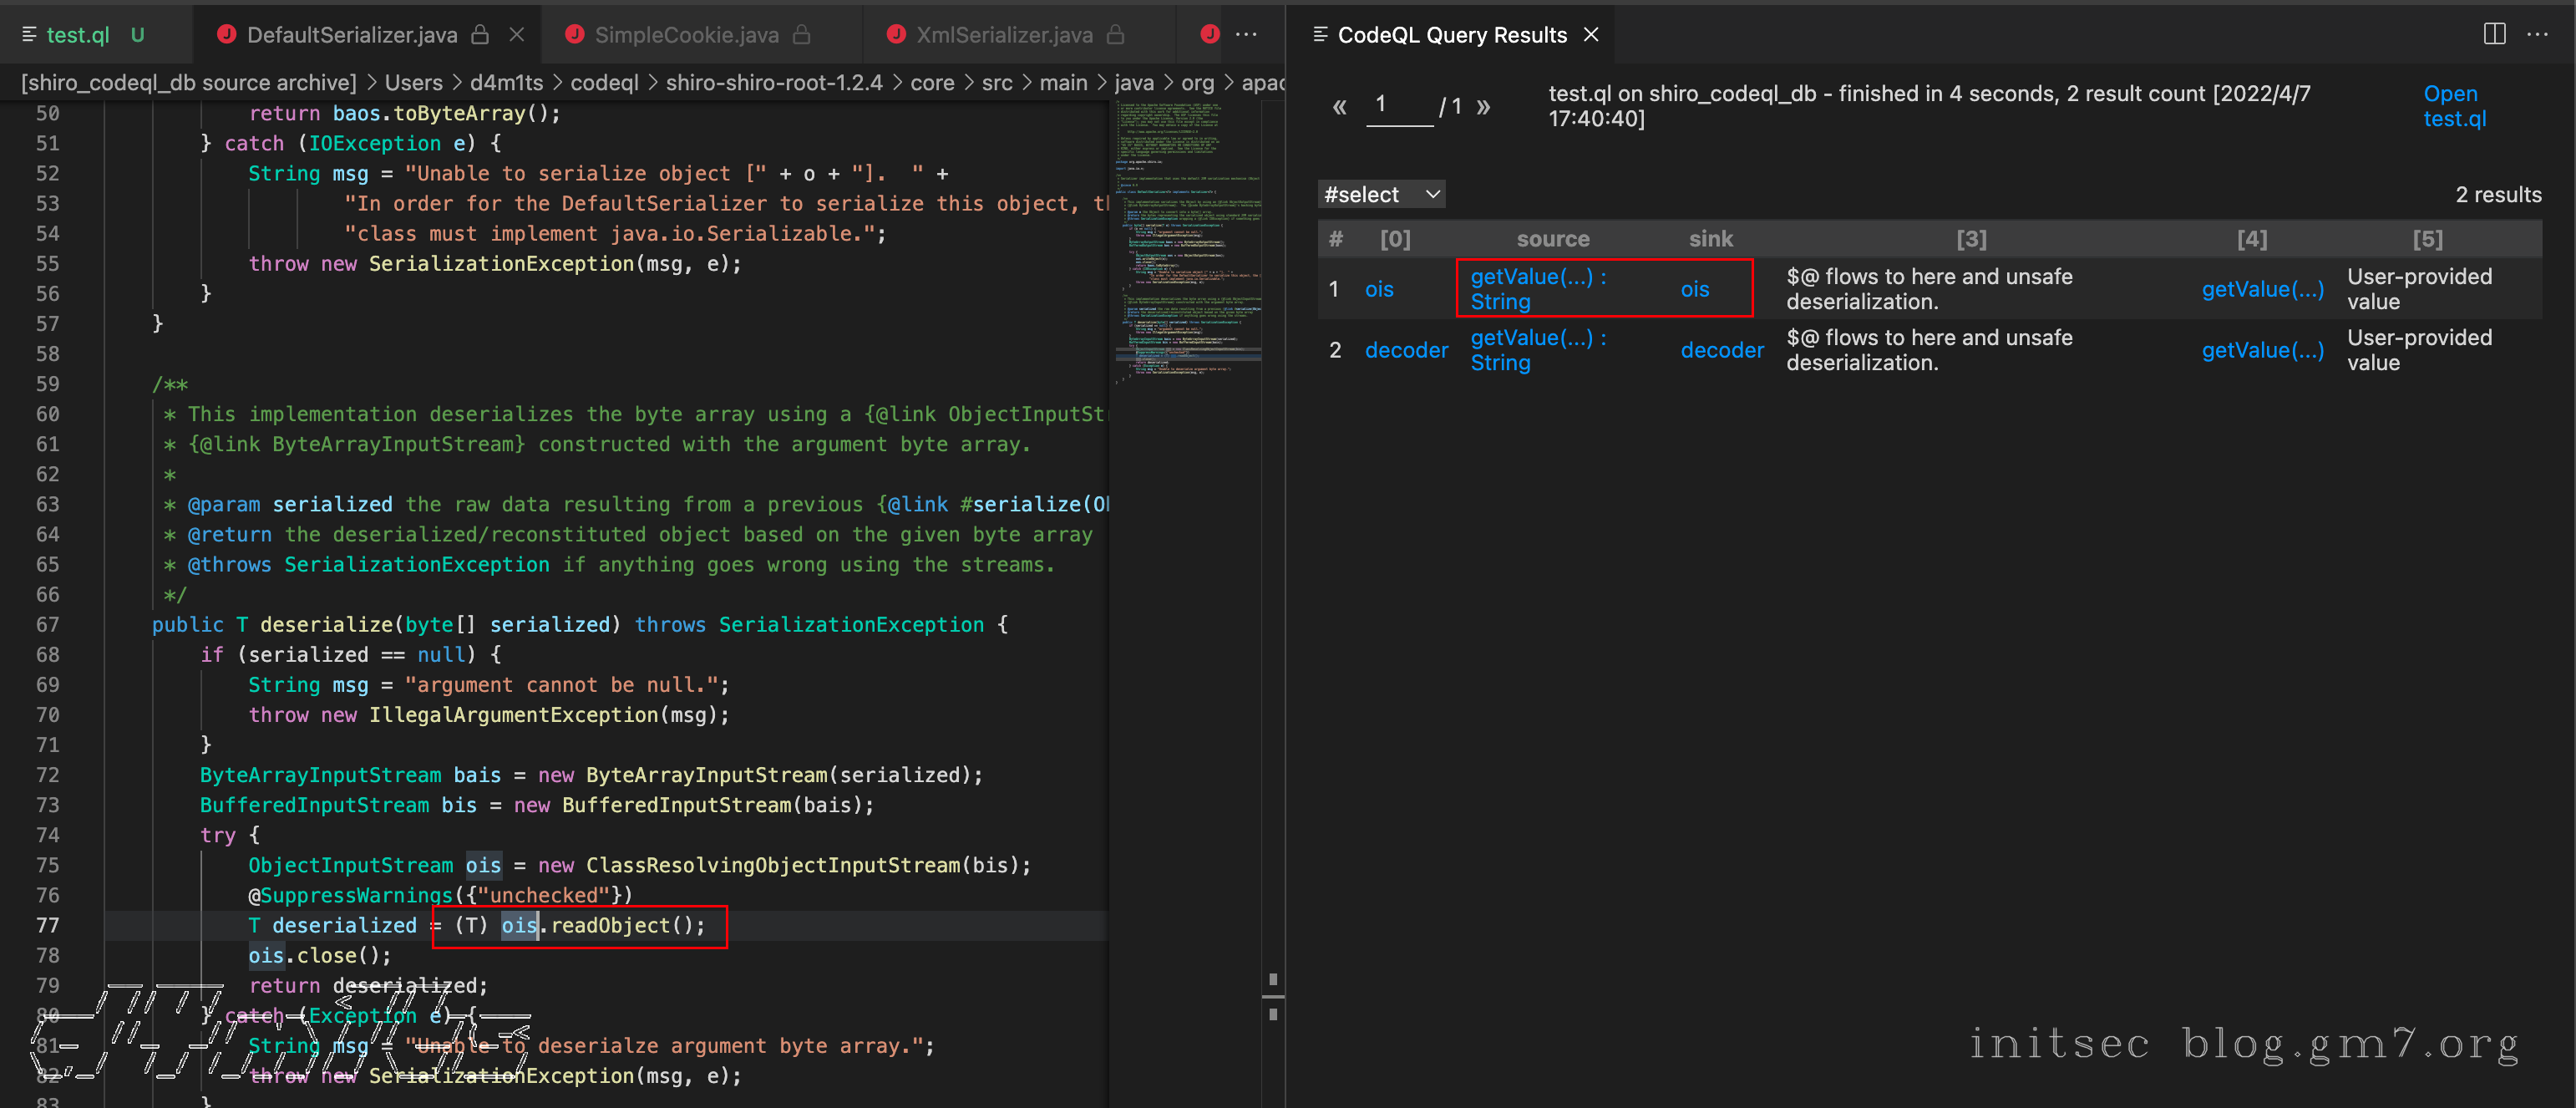 test.ql U DefaultSerializer.java SimpleCookie.java XmlSerializer.java ···
[shiro_codeql_db source archive] > Users > d4m1ts > codeql > shiro-shiro-root-1.2.4 > core > src > main > java > org > apac
50 return baos.toByteArray();
51 } catch (IOException e) {
52 String msg = "Unable to serialize object [" + o + "].  " +
53 "In order for the DefaultSerializer to serialize this object, t
54 "class must implement java.io.Serializable.";
55 throw new SerializationException(msg, e);
56 }
57 }
58
59 /**
60 * This implementation deserializes the byte array using a {@link ObjectInputStr
61 * {@link ByteArrayInputStream} constructed with the argument byte array.
62 *
63 * @param serialized the raw data resulting from a previous {@link #serialize(Ob
64 * @return the deserialized/reconstituted object based on the given byte array
65 * @throws SerializationException if anything goes wrong using the streams.
66 */
67 public T deserialize(byte[] serialized) throws SerializationException {
68 if (serialized == null) {
69 String msg = "argument cannot be null.";
70 throw new IllegalArgumentException(msg);
71 }
72 ByteArrayInputStream bais = new ByteArrayInputStream(serialized);
73 BufferedInputStream bis = new BufferedInputStream(bais);
74 try {
75 ObjectInputStream ois = new ClassResolvingObjectInputStream(bis);
76 @SuppressWarnings({"unchecked"})
77 T deserialized = (T) ois.readObject();
78 ois.close();
79 return deserialized;
80 } catch (Exception e) {
81 String msg = "Unable to deserialze argument byte array.";
82 throw new SerializationException(msg, e);
83 }
CodeQL Query Results
« 1 / 1 »
test.ql on shiro_codeql_db - finished in 4 seconds, 2 result count [2022/4/7
17:40:40]
Open
test.ql
#select
2 results
# [0] source sink [3] [4] [5]
1 ois getValue(...) : String ois $@ flows to here and unsafe deserialization. getValue(...) User-provided value
2 decoder getValue(...) : String decoder $@ flows to here and unsafe deserialization. getValue(...) User-provided value
initsec blog.gm7.org